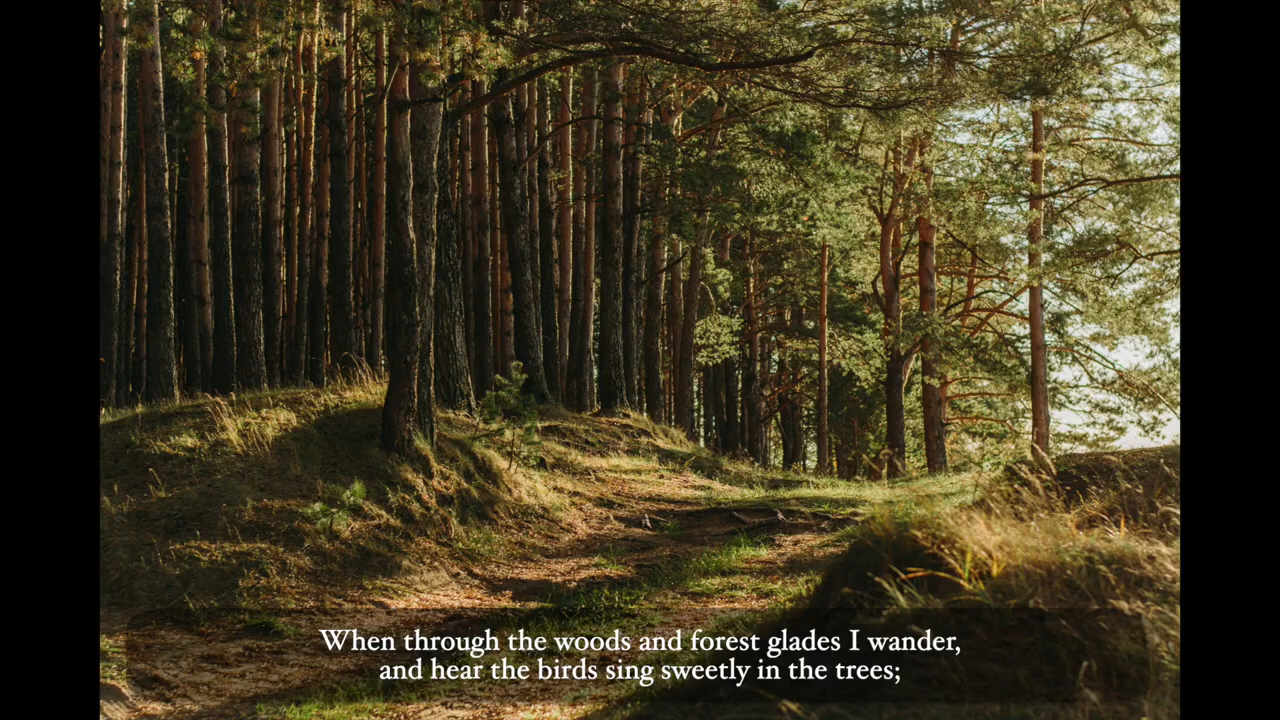 When through the woods and forest glades I wander,
and hear the birds sing sweetly in the trees;